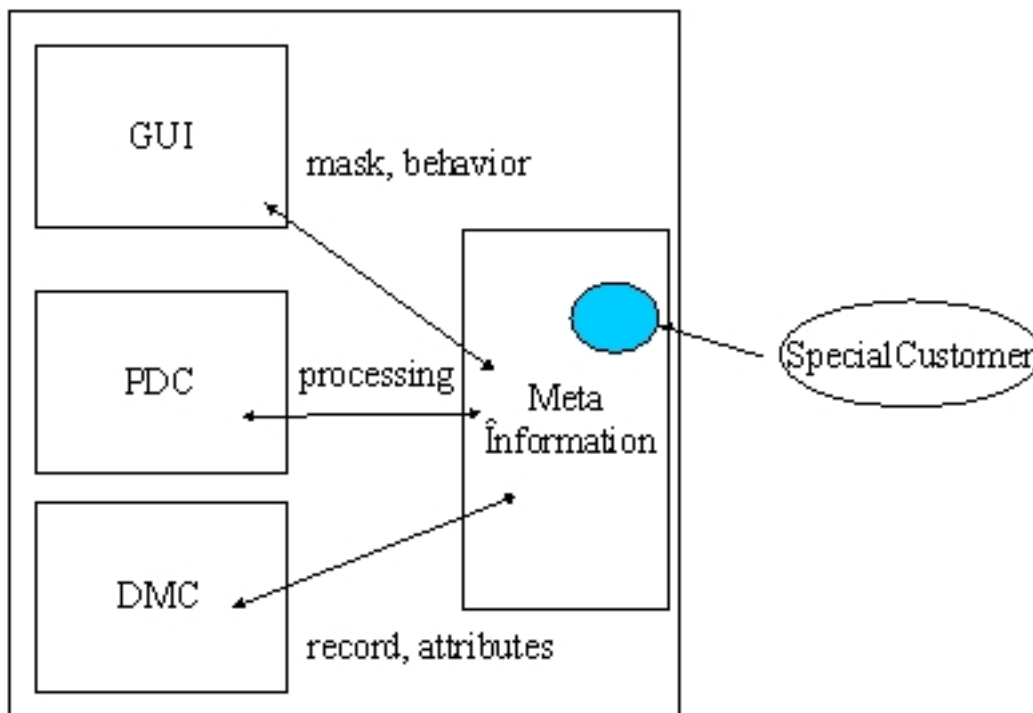 GUI
mask, behavior
PDC
processing
Meta
Înformation
SpecialCustomer
DMC
record, attributes